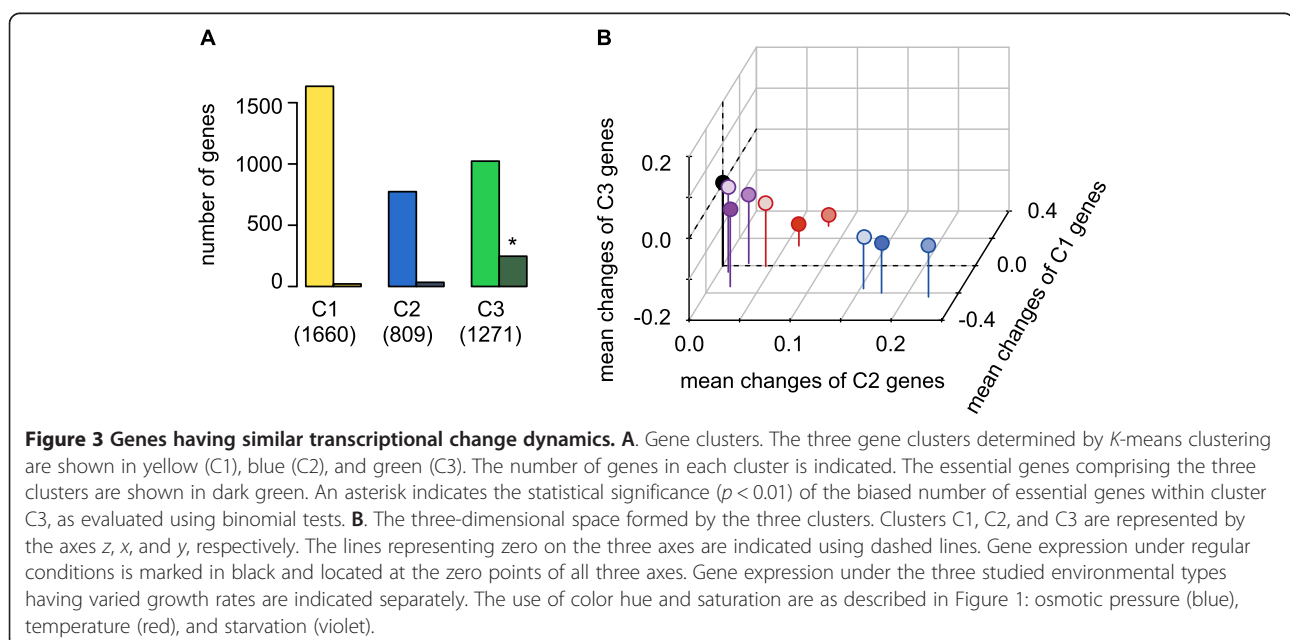 A
B
number of genes
1500
1000
500
0
*
C1
(1660)
C2
(809)
C3
(1271)
mean changes of C3 genes
0.2
0.0
-0.2
0.0
0.1
0.2
mean changes of C2 genes
0.4
0.0
-0.4
mean changes of C1 genes
Figure 3 Genes having similar transcriptional change dynamics. A. Gene clusters. The three gene clusters determined by K-means clustering
are shown in yellow (C1), blue (C2), and green (C3). The number of genes in each cluster is indicated. The essential genes comprising the three
clusters are shown in dark green. An asterisk indicates the statistical significance (p < 0.01) of the biased number of essential genes within cluster
C3, as evaluated using binomial tests. B. The three-dimensional space formed by the three clusters. Clusters C1, C2, and C3 are represented by
the axes z, x, and y, respectively. The lines representing zero on the three axes are indicated using dashed lines. Gene expression under regular
conditions is marked in black and located at the zero points of all three axes. Gene expression under the three studied environmental types
having varied growth rates are indicated separately. The use of color hue and saturation are as described in Figure 1: osmotic pressure (blue),
temperature (red), and starvation (violet).